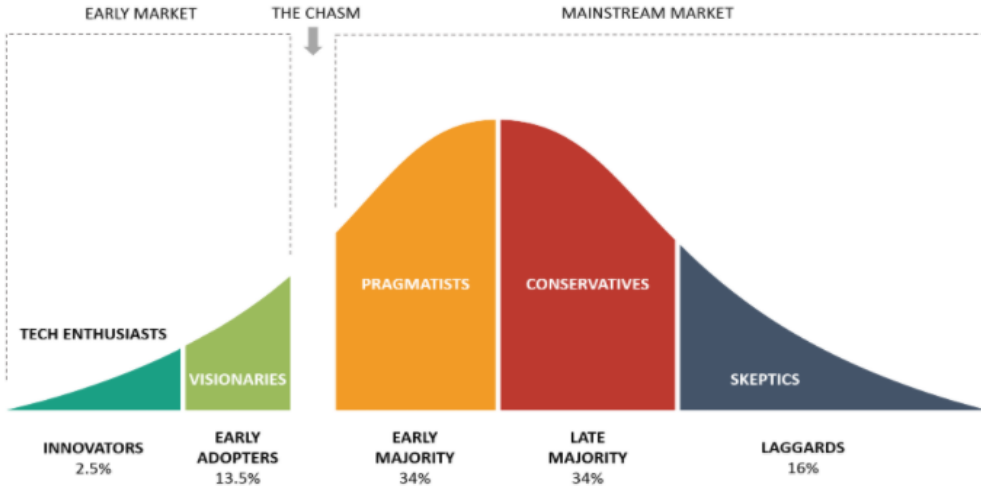 EARLY MARKET
THE CHASM
MAINSTREAM MARKET
PRAGMATISTS
CONSERVATIVES
TECH ENTHUSIASTS
VISIONARIES
SKEPTICS
INNOVATORS
2.5%
EARLY
ADOPTERS
13.5%
EARLY
MAJORITY
34%
LATE
MAJORITY
34%
LAGGARDS
16%